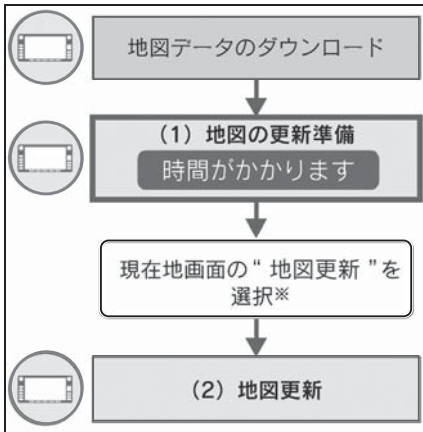 地図データのダウンロード
（1）地図の更新準備
時間がかかります
現在地画面の“ 地図更新 ”を
選択※
（2）地図更新